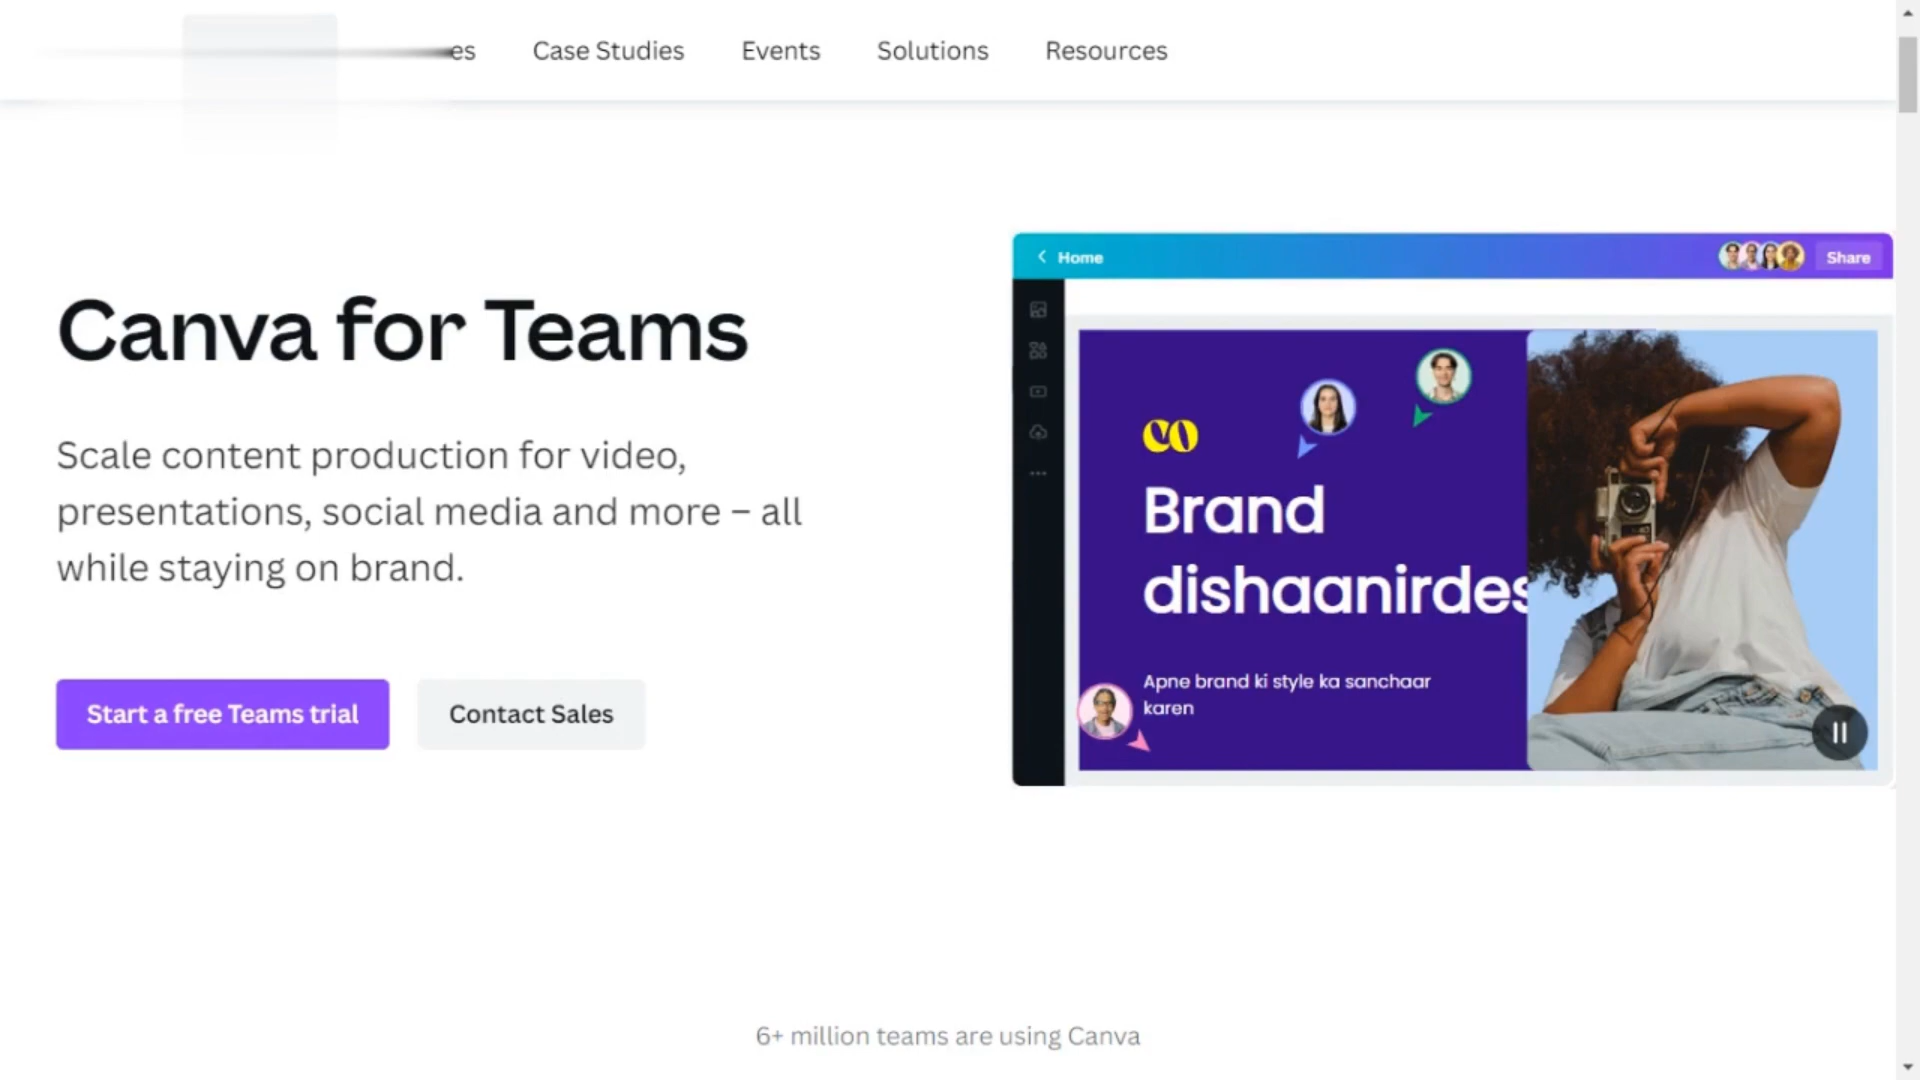 Case Studies Events Solutions Resources
Canva for Teams
Scale content production for video,
presentations, social media and more – all
while staying on brand.
Start a free Teams trial Contact Sales
Home Share
Brand
dishaanirdes
Apne brand ki style ka sanchaar
karen
6+ million teams are using Canva